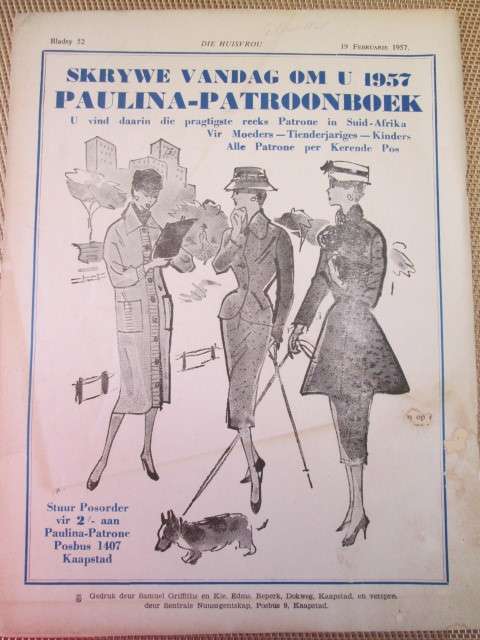 Bladsy 52 DIE HUISVROU 19 FEBRUARIE 1957.
SKRYWE VANDAG OM U 1957
PAULINA-PATROONBOEK
U vind daarin die pragtigste reeks Patrone in Suid-Afrika
Vir Moeders — Tienderjariges — Kinders
Alle Patrone per Kerende Pos
Stuur Posorder
vir 2/- aan
Paulina-Patrone
Posbus 1407
Kaapstad
Gedruk deur Samuel Griffiths en Kie. Edms. Beperk, Dokweg, Kaapstad, en versprei
deur Sentrale Nuusagentskap, Posbus 9, Kaapstad.